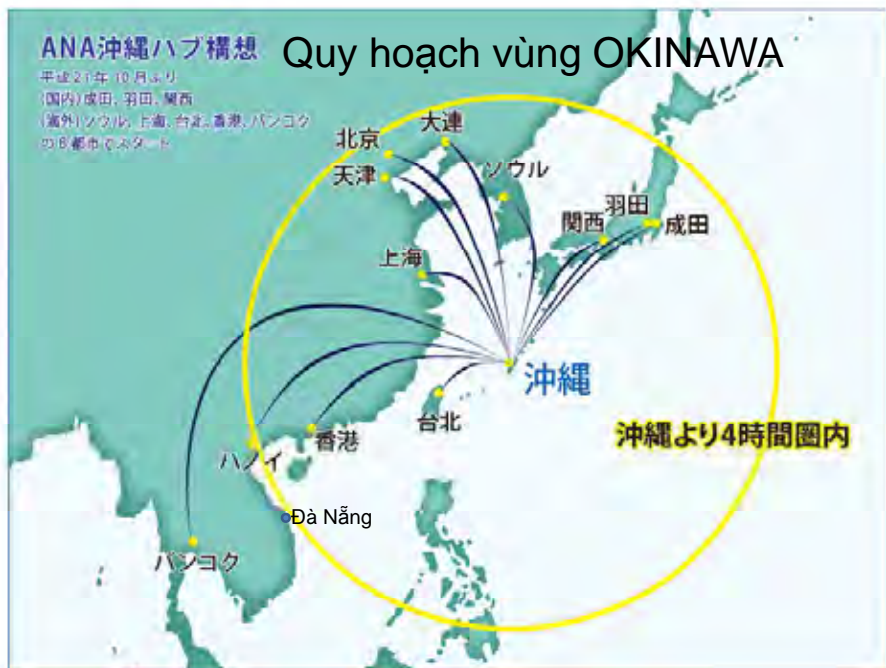 ANA沖縄ハブ構想
Quy hoạch vùng OKINAWA
平成21年10月より
(国内)成田、羽田、関西
(海外)ソウル、上海、台北、香港、バンコク
の8都市でスタート
大連
北京
ソウル
天津
羽田
関西
成田
上海
沖縄
台北
沖縄より4時間圏内
香港
ハノイ
Đà Nẵng
バンコク